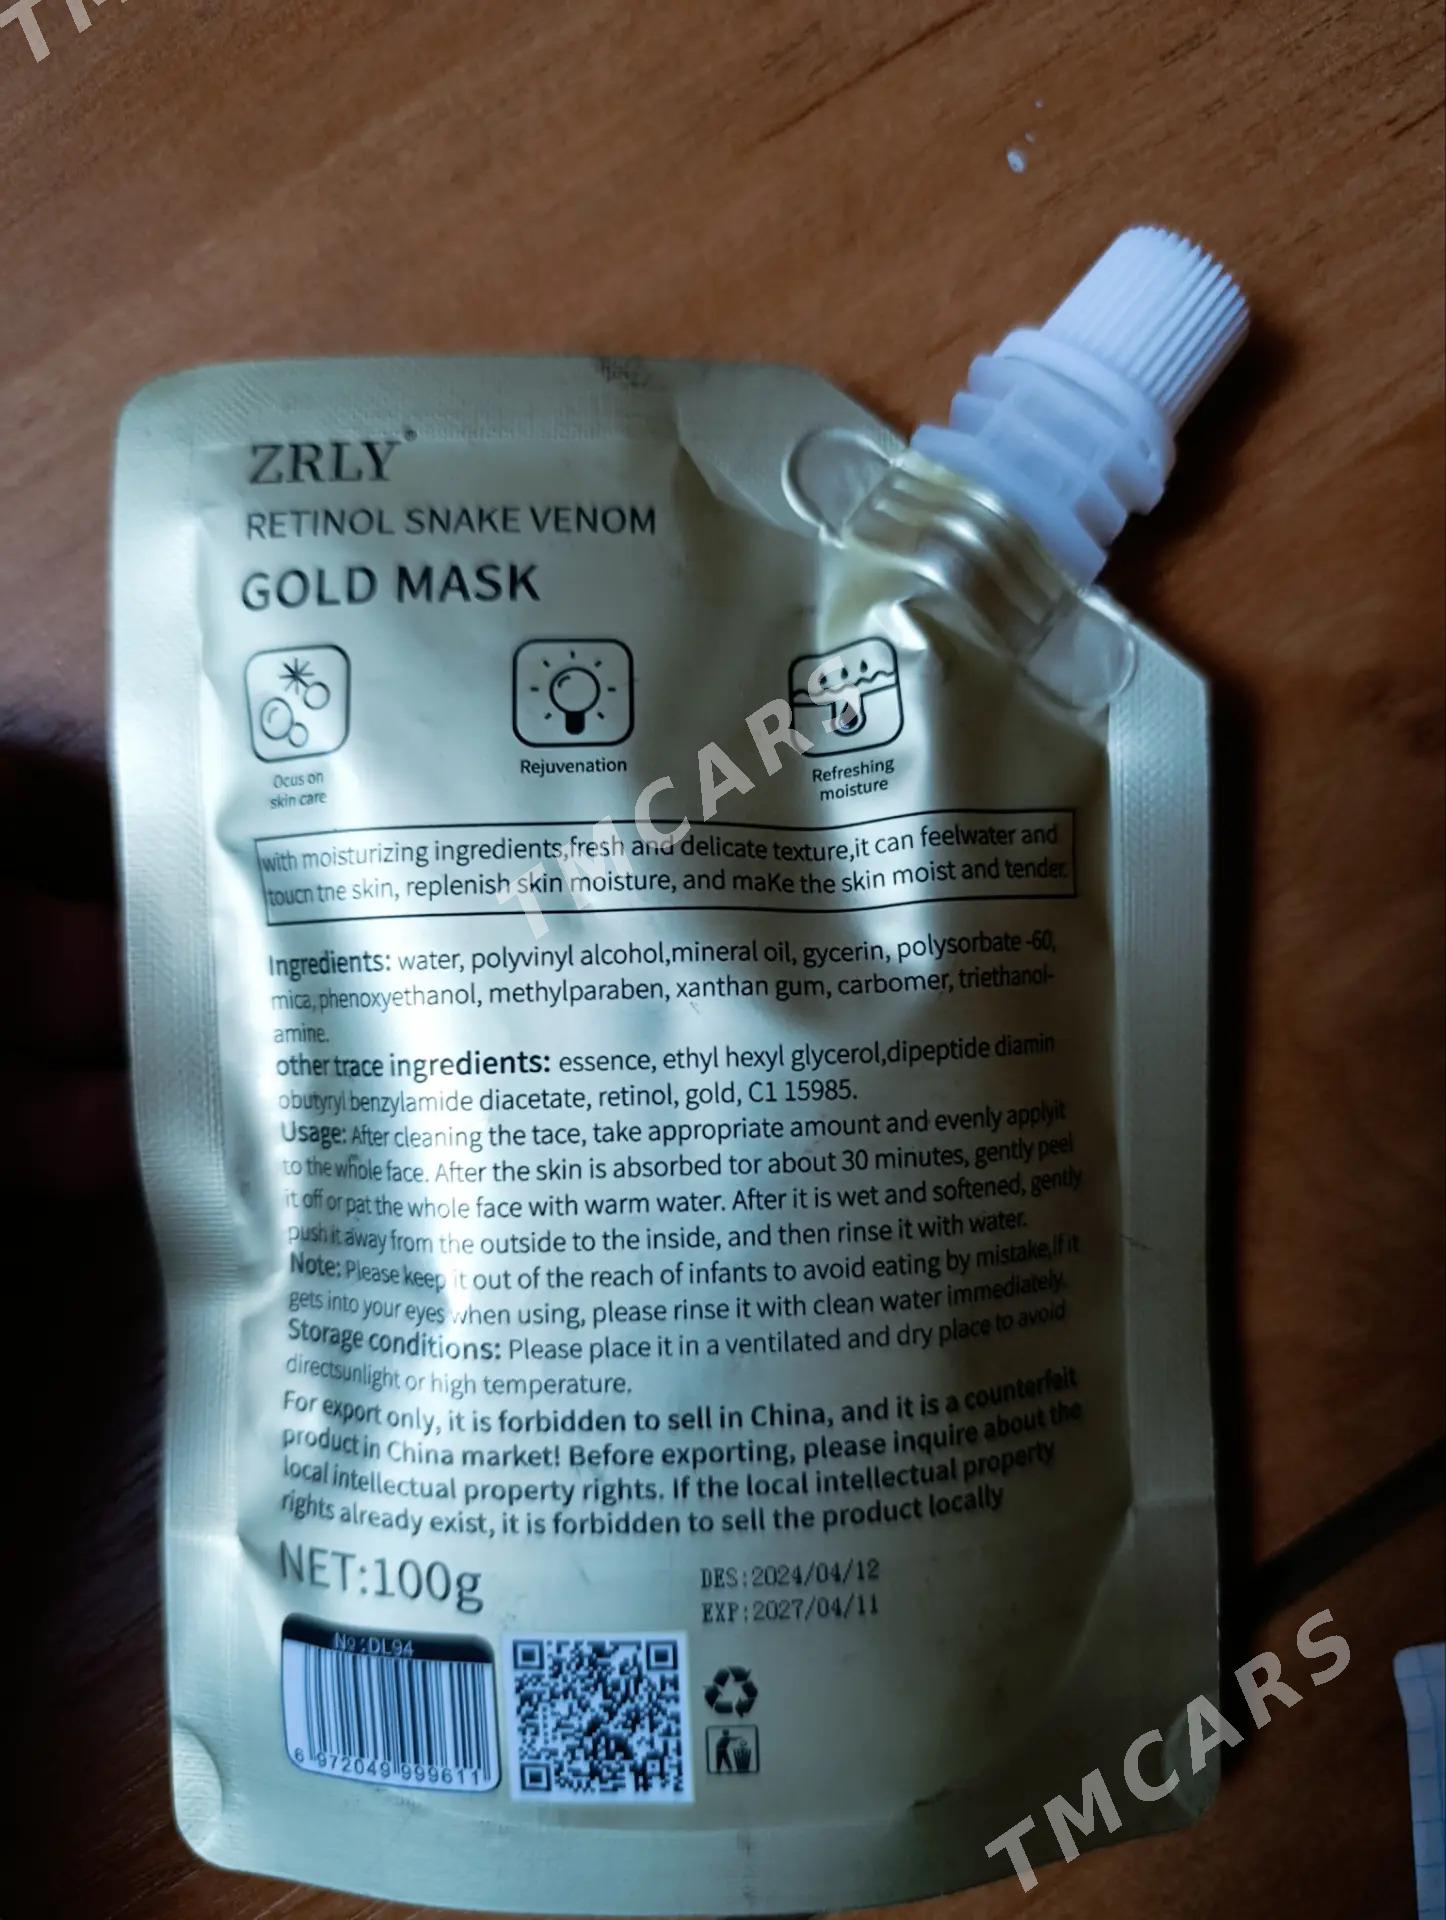 TM
ZRLY®
RETINOL SNAKE VENOM
GOLD MASK
Ocus on
skin care
Rejuvenation
Refreshing
moisture
TMCARS
with moisturizing ingredients,fresh and delicate texture,it can feelwater and
toucn tne skin, replenish skin moisture, and maKe the skin moist and tender.
Ingredients: water, polyvinyl alcohol,mineral oil, gycerin, polysorbate -60,
mica, phenoxyethanol, methylparaben, xanthan gum, carbomer, triethanol-
amine.
other trace ingredients: essence, ethyl hexyl glycerol,dipeptide diamin
obutyryl benzylamide diacetate, retinol, gold, C1 15985.
Usage: After cleaning the tace, take appropriate amount and evenly applyit
to the whole face. After the skin is absorbed tor about 30 minutes, gently peel
it off or pat the whole face with warm water. After it is wet and softened, gently
push it away from the outside to the inside, and then rinse it with water.
Note: Please keep it out of the reach of infants to avoid eating by mistake,lf it
gets into your eyes when using, please rinse it with clean water immediately.
Storage conditions: Please place it in a ventilated and dry place to avoid
directsunlight or high temperature.
For export only, it is forbidden to sell in China, and it is a counterfeit
product in China market! Before exporting, please inquire about the
local intellectual property rights. If the local intellectual property
rights already exist, it is forbidden to sell the product locally
NET:100g
DES:2024/04/12
EXP:2027/04/11
№:DL94
6 972049 999611
TMCARS